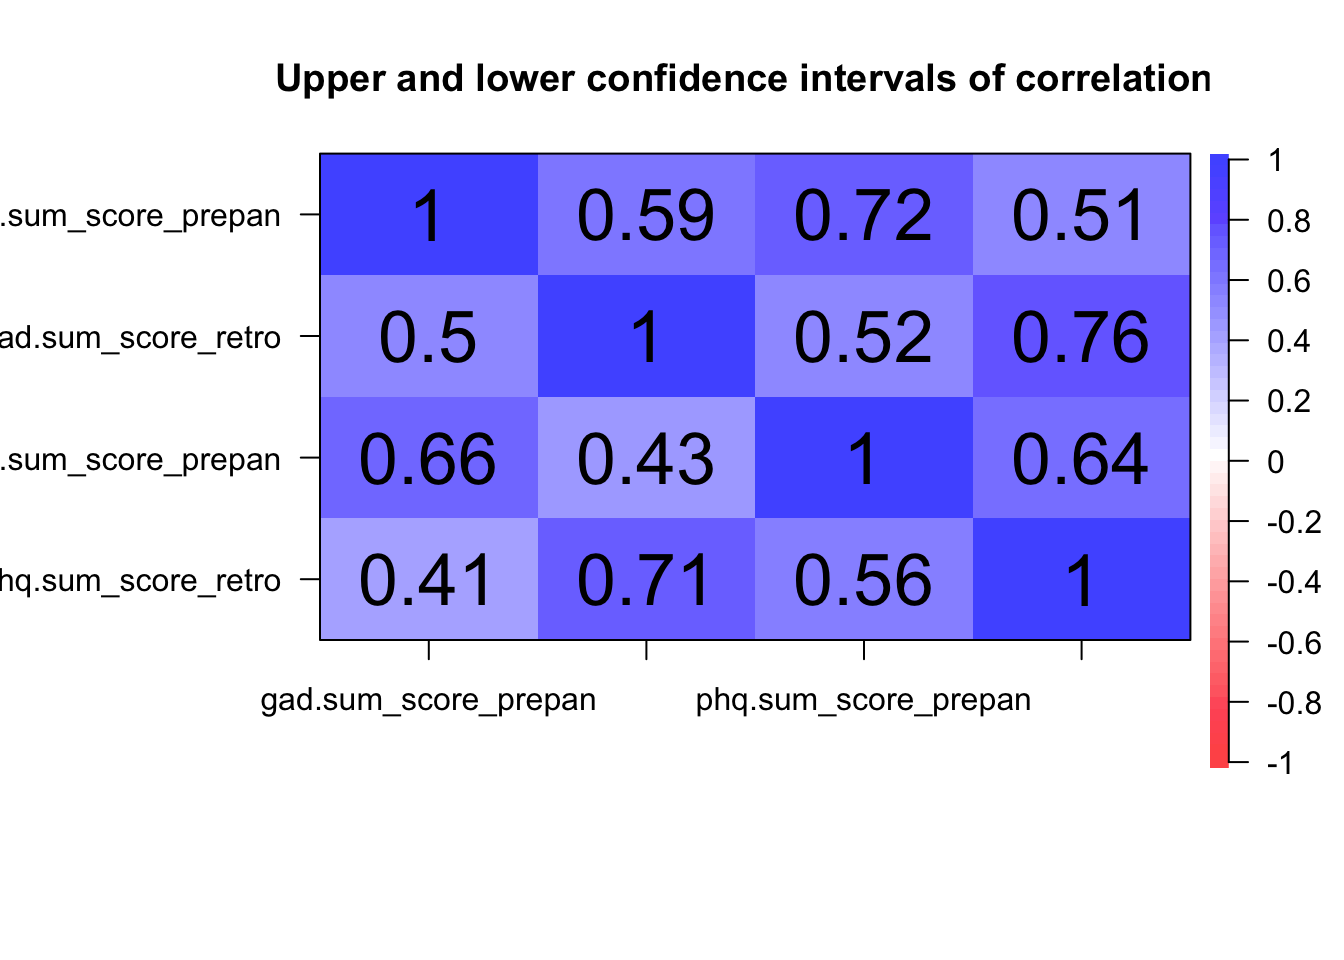 Upper and lower confidence intervals of correlation
.sum_score_prepan 1 0.59 0.72 0.51
ad.sum_score_retro 0.5 1 0.52 0.76
.sum_score_prepan 0.66 0.43 1 0.64
hq.sum_score_retro 0.41 0.71 0.56 1
gad.sum_score_prepan phq.sum_score_prepan
1
0.8
0.6
0.4
0.2
0
-0.2
-0.4
-0.6
-0.8
-1